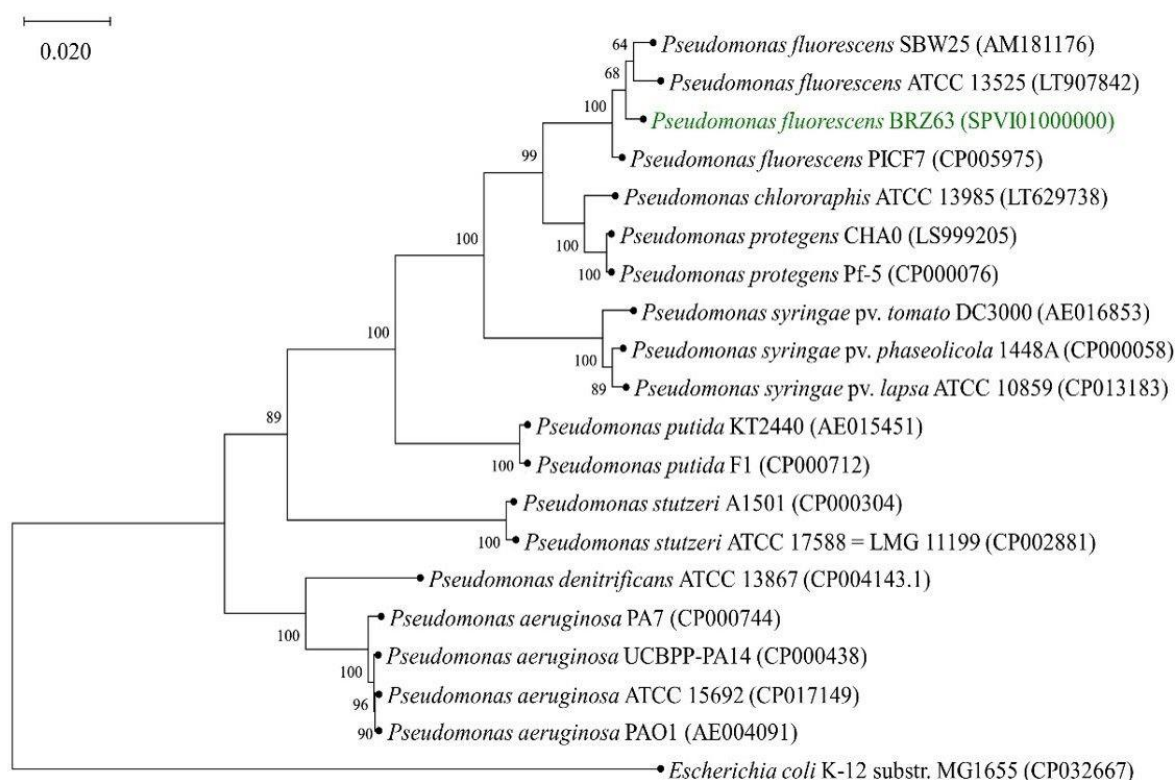 0.020
64
Pseudomonas fluorescens SBW25 (AM181176)
68
Pseudomonas fluorescens ATCC 13525 (LT907842)
100
Pseudomonas fluorescens BRZ63 (SPVI01000000)
99
Pseudomonas fluorescens PICF7 (CP005975)
Pseudomonas chlororaphis ATCC 13985 (LT629738)
100
100
Pseudomonas protegens CHA0 (LS999205)
100
Pseudomonas protegens Pf-5 (CP000076)
Pseudomonas syringae pv. tomato DC3000 (AE016853)
100
100
Pseudomonas syringae pv. phaseolicola 1448A (CP000058)
89
Pseudomonas syringae pv. lapsa ATCC 10859 (CP013183)
89
Pseudomonas putida KT2440 (AE015451)
100
Pseudomonas putida F1 (CP000712)
Pseudomonas stutzeri A1501 (CP000304)
100
Pseudomonas stutzeri ATCC 17588 = LMG 11199 (CP002881)
Pseudomonas denitrificans ATCC 13867 (CP004143.1)
100
Pseudomonas aeruginosa PA7 (CP000744)
100
Pseudomonas aeruginosa UCBPP-PA14 (CP000438)
96
Pseudomonas aeruginosa ATCC 15692 (CP017149)
90
Pseudomonas aeruginosa PAO1 (AE004091)
Escherichia coli K-12 substr. MG1655 (CP032667)